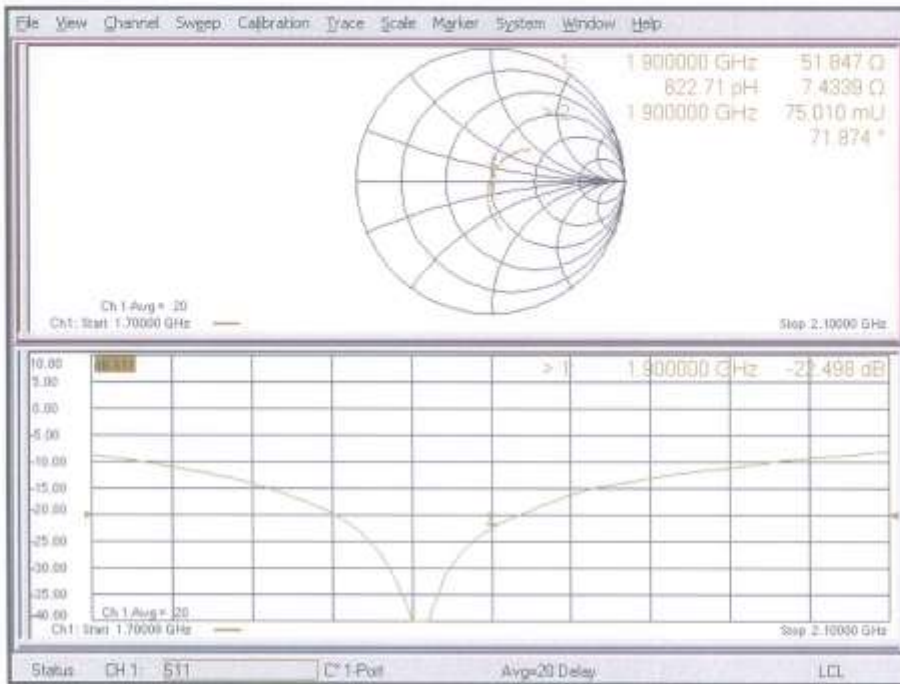 File View Channel Sweep Calibration Trace Scale Marker System Window Help
1 1.900000 GHz 51.847 Ω
622.71 pH 7.4339 Ω
> 2 1.900000 GHz 75.010 mU
71.874 °
Ch 1 Avg = 20
Ch1: Start 1.70000 GHz
Stop 2.10000 GHz
10.00
5.00
0.00
-5.00
-10.00
-15.00
-20.00
-25.00
-30.00
-35.00
-40.00
> 1 1.900000 GHz -22.498 dB
1
Ch 1 Avg = 20
Ch1: Start 1.70000 GHz
Stop 2.10000 GHz
Status CH 1: S11 C* 1-Port Avg=20 Delay LCL